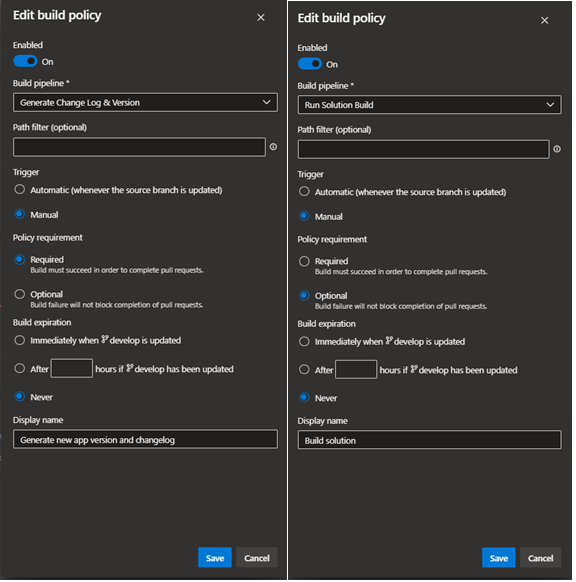 Edit build policy
Enabled
On
Build pipeline *
Generate Change Log & Version
Path filter (optional)
Trigger
Automatic (whenever the source branch is updated)
Manual
Policy requirement
Required
Build must succeed in order to complete pull requests.
Optional
Build failure will not block completion of pull requests.
Build expiration
Immediately when develop is updated
After hours if develop has been updated
Never
Display name
Generate new app version and changelog
Save Cancel
Edit build policy
Enabled
On
Build pipeline *
Run Solution Build
Path filter (optional)
Trigger
Automatic (whenever the source branch is updated)
Manual
Policy requirement
Required
Build must succeed in order to complete pull requests.
Optional
Build failure will not block completion of pull requests.
Build expiration
Immediately when develop is updated
After hours if develop has been updated
Never
Display name
Build solution
Save Cancel